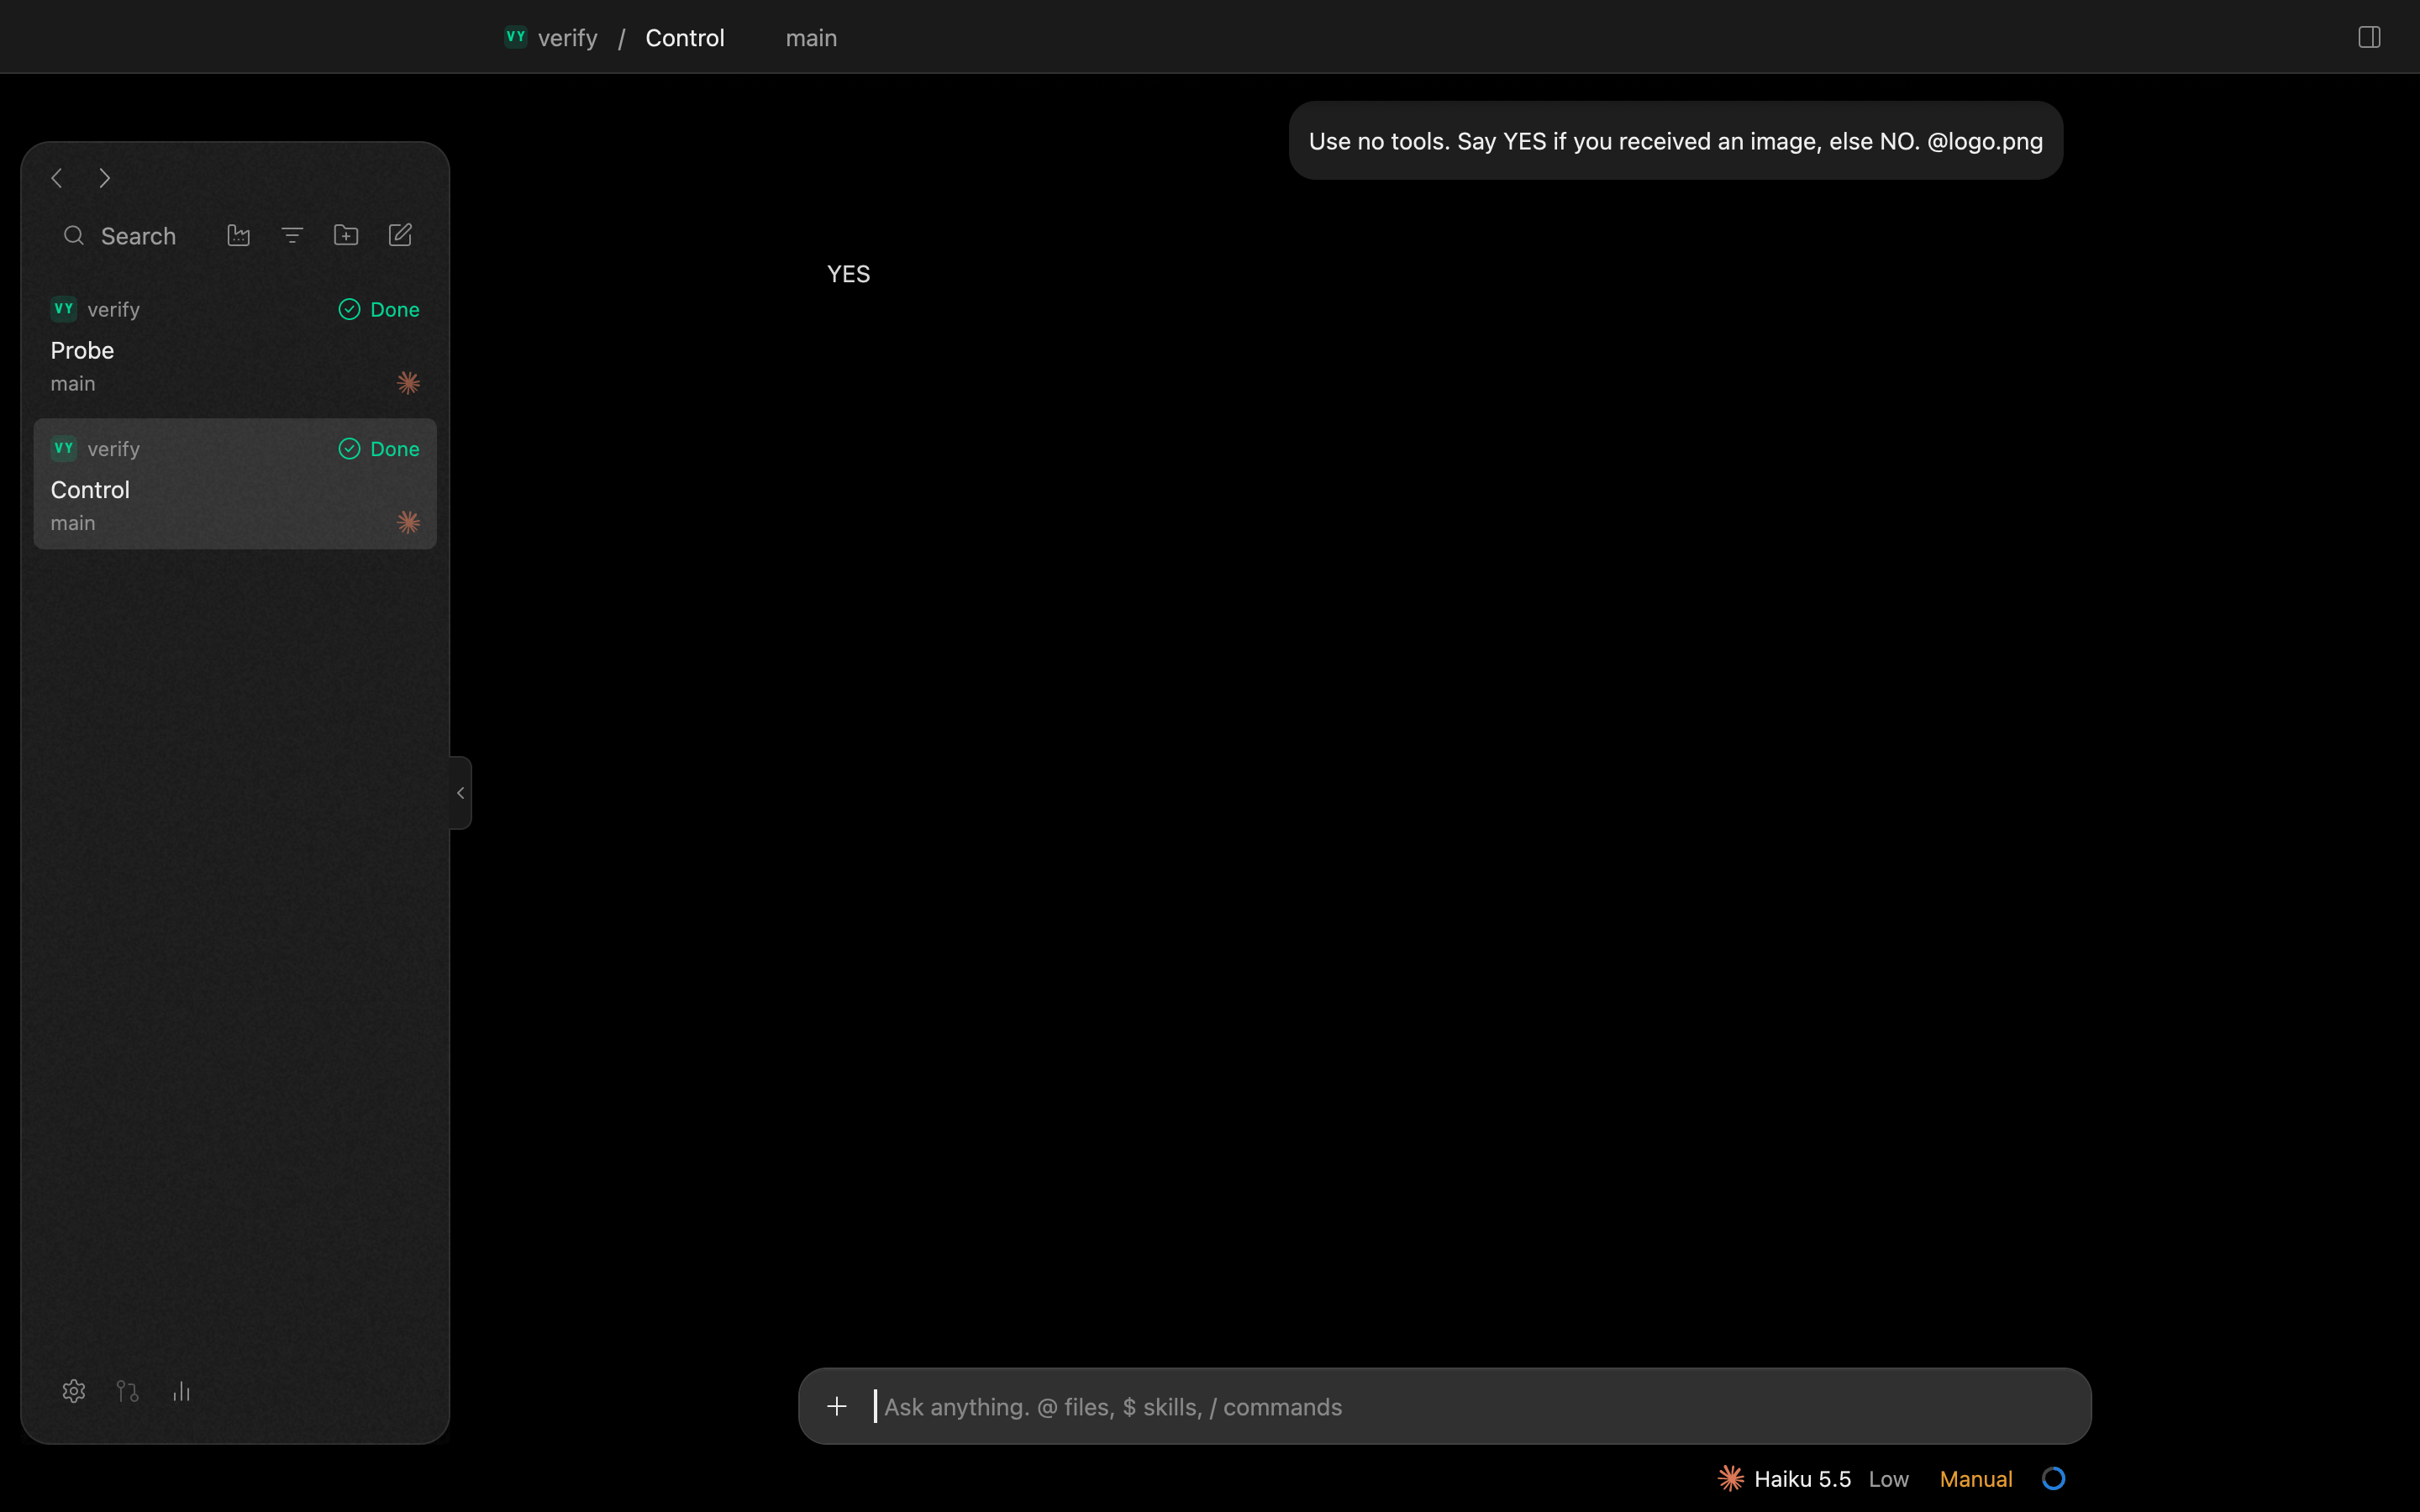 VY verify / Control main
Use no tools. Say YES if you received an image, else NO. @logo.png
YES
Search
VY verify Done
Probe
main
VY verify Done
Control
main
Ask anything. @ files, $ skills, / commands
Haiku 5.5 Low Manual